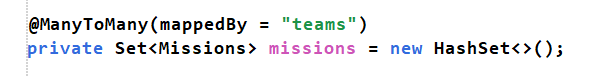 @ManyToMany(mappedBy = "teams")
private Set<Missions> missions = new HashSet<>();